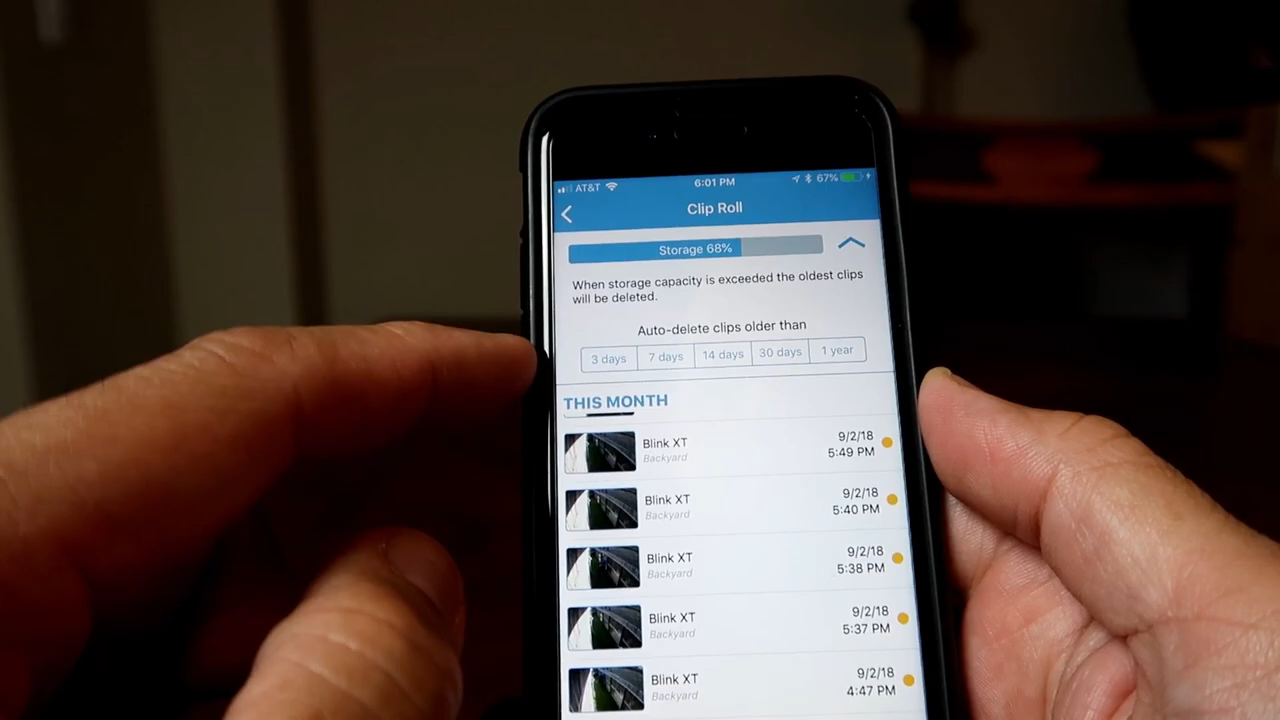 AT&T 6:01 PM 67%
Clip Roll
Storage 68%
When storage capacity is exceeded the oldest clips
will be deleted.
Auto-delete clips older than
3 days 7 days 14 days 30 days 1 year
THIS MONTH
Blink XT 9/2/18
Backyard 5:49 PM
Blink XT 9/2/18
Backyard 5:40 PM
Blink XT 9/2/18
Backyard 5:38 PM
Blink XT 9/2/18
Backyard 5:37 PM
Blink XT 9/2/18
Backyard 4:47 PM